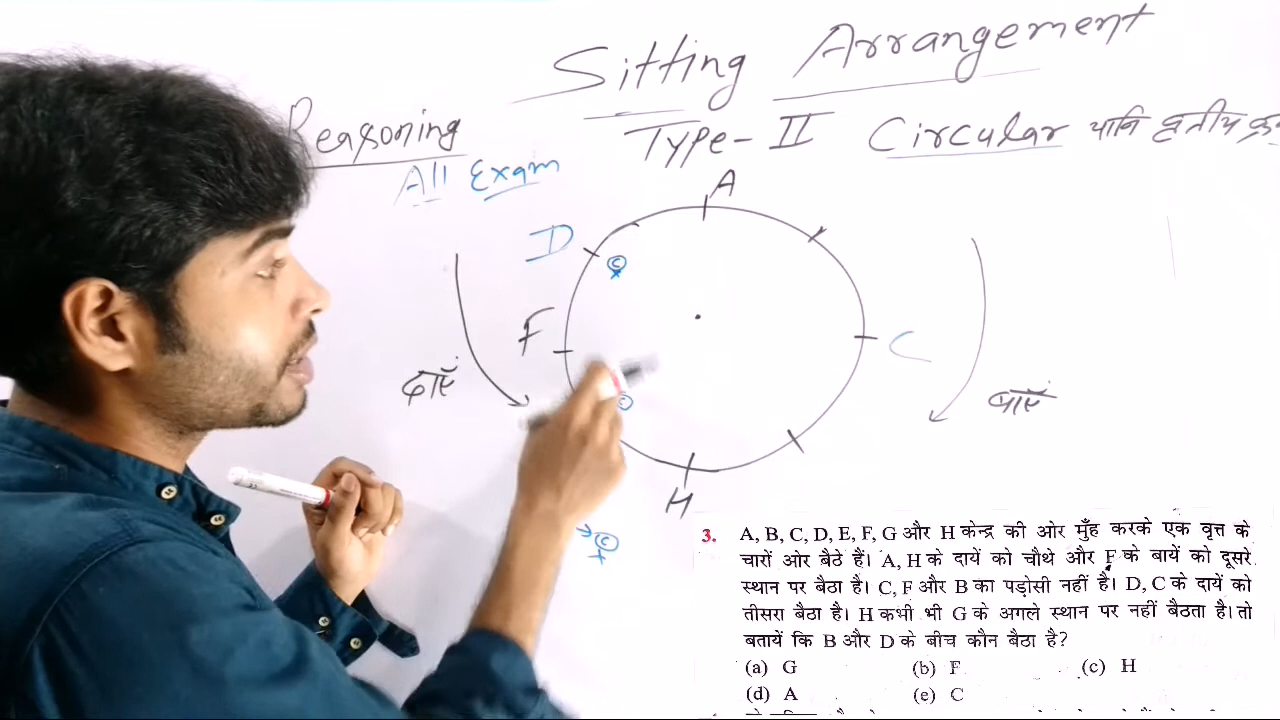 Sitting Arrangement
Reasoning
Type-II Circular यानि
All Exam
A
D
C
F
C
दाएँ
बाएँ
H
C
3. A, B, C, D, E, F, G और H केन्द्र की ओर मुँह करके एक वृत्त के
चारों ओर बैठे हैं। A, H के दायें को चौथे और F के बायें को दूसरे
स्थान पर बैठा है। C, F और B का पड़ोसी नहीं है। D, C के दायें को
तीसरा बैठा है। H कभी भी G के अगले स्थान पर नहीं बैठता है। तो
बतायें कि B और D के बीच कौन बैठा है?
(a) G (b) F (c) H
(d) A (e) C